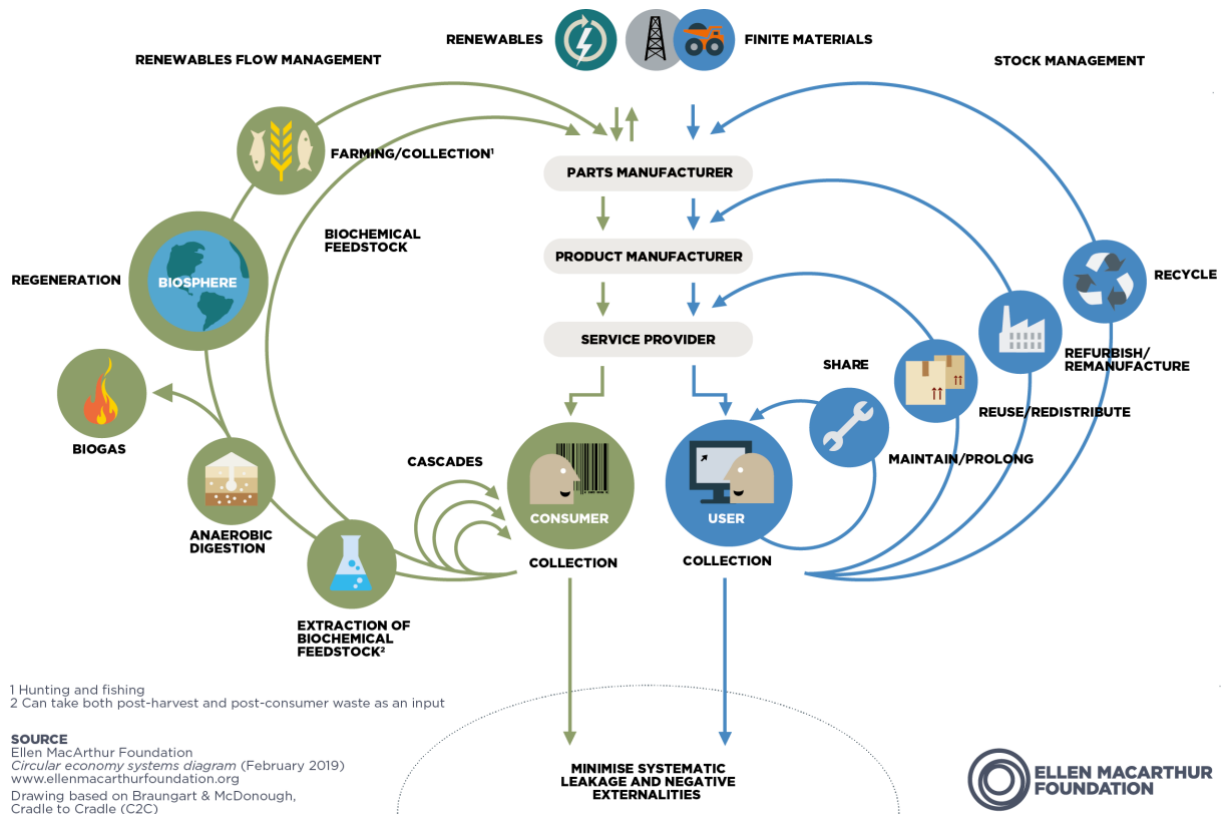 RENEWABLES
FINITE MATERIALS
RENEWABLES FLOW MANAGEMENT
STOCK MANAGEMENT
FARMING/COLLECTION¹
PARTS MANUFACTURER
BIOCHEMICAL
FEEDSTOCK
PRODUCT MANUFACTURER
REGENERATION
BIOSPHERE
RECYCLE
SERVICE PROVIDER
SHARE
REFURBISH/
REMANUFACTURE
REUSE/REDISTRIBUTE
BIOGAS
CASCADES
MAINTAIN/PROLONG
ANAEROBIC
DIGESTION
CONSUMER
USER
COLLECTION
COLLECTION
EXTRACTION OF
BIOCHEMICAL
FEEDSTOCK²
1 Hunting and fishing
2 Can take both post-harvest and post-consumer waste as an input
SOURCE
Ellen MacArthur Foundation
Circular economy systems diagram (February 2019)
www.ellenmacarthurfoundation.org
Drawing based on Braungart & McDonough,
Cradle to Cradle (C2C)
MINIMISE SYSTEMATIC
LEAKAGE AND NEGATIVE
EXTERNALITIES
ELLEN MACARTHUR
FOUNDATION